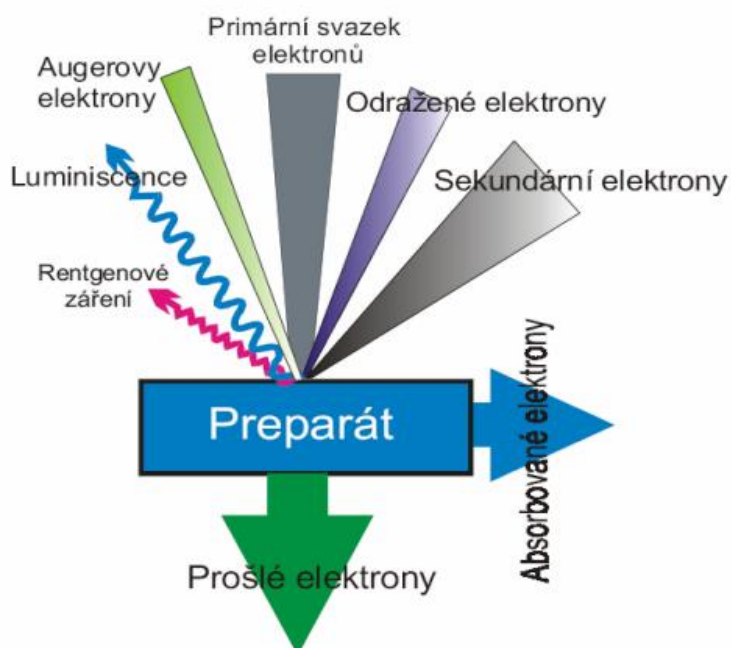 Primární svazek
elektronů
Augerovy
elektrony
Odražené elektrony
Luminiscence
Sekundární elektrony
Rentgenové
záření
Preparát
Absorbované elektrony
Prošlé elektrony